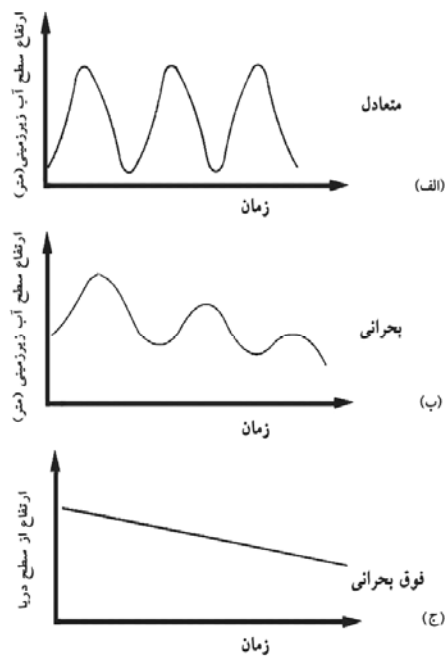 ارتفاع سطح آب زیرزمینی (متر)
متعادل
(الف)
زمان
ارتفاع سطح آب زیرزمینی (متر)
بحرانی
(ب)
زمان
ارتفاع از سطح دریا
فوق بحرانی
(ج)
زمان